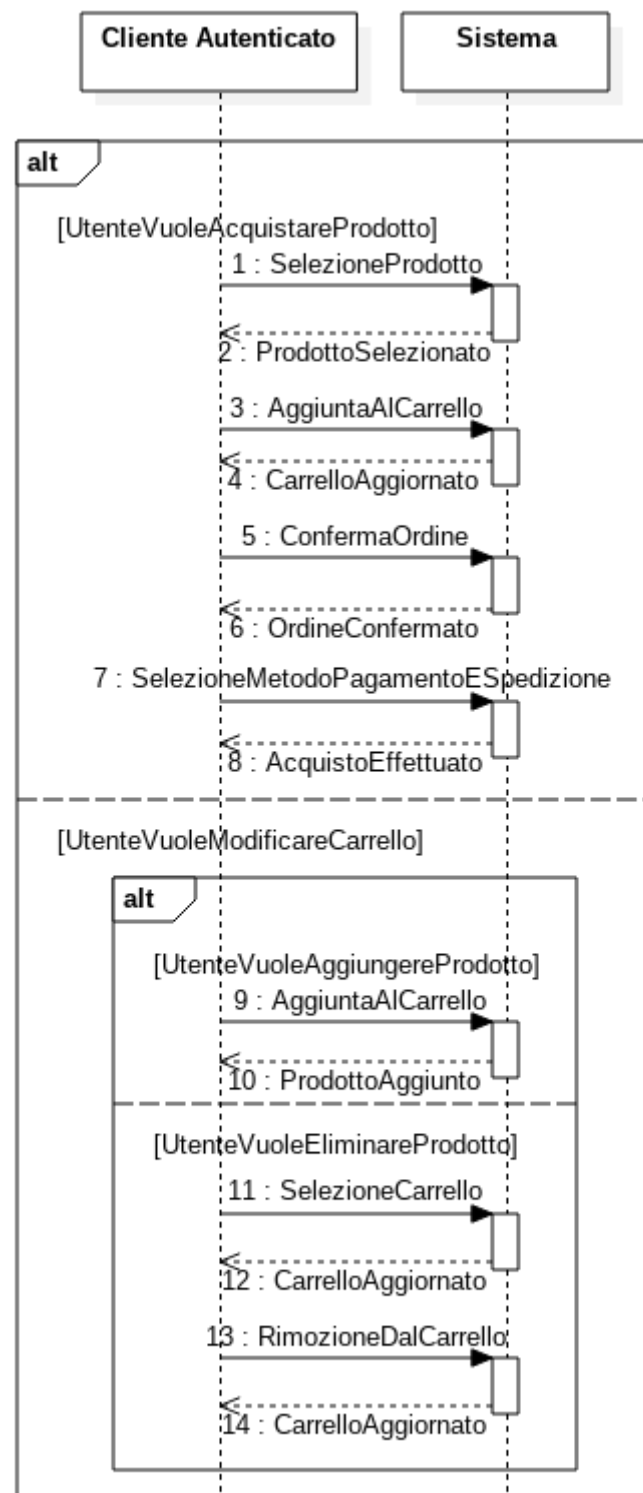 Cliente Autenticato
Sistema
alt
[UtenteVuoleAcquistareProdotto]
1 : SelezioneProdotto
2 : ProdottoSelezionato
3 : AggiuntaAlCarrello
4 : CarrelloAggiornato
5 : ConfermaOrdine
6 : OrdineConfermato
7 : SelezioneMetodoPagamentoESpedizione
8 : AcquistoEffettuato
[UtenteVuoleModificareCarrello]
alt
[UtenteVuoleAggiungereProdotto]
9 : AggiuntaAlCarrello
10 : ProdottoAggiunto
[UtenteVuoleEliminareProdotto]
11 : SelezioneCarrello
12 : CarrelloAggiornato
13 : RimozioneDalCarrello
14 : CarrelloAggiornato